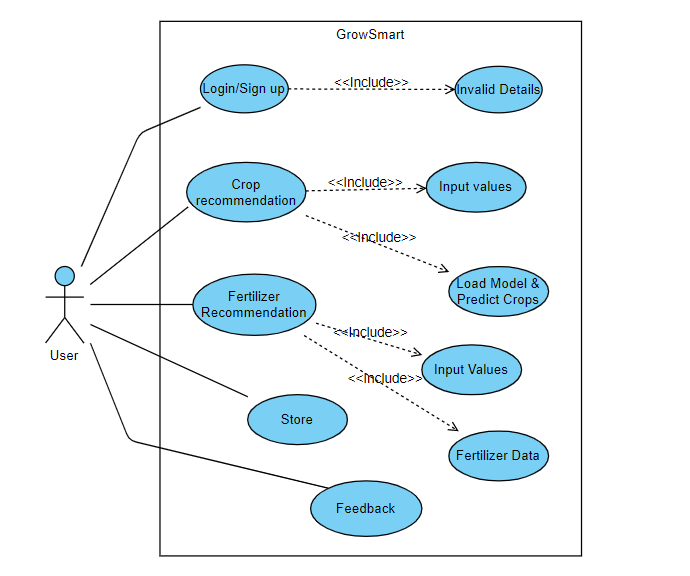 GrowSmart
Login/Sign up
<<Include>>
Invalid Details
Crop
recommendation
<<Include>>
Input values
<<Include>>
Load Model &
Predict Crops
Fertilizer
Recommendation
<<Include>>
Input Values
<<Include>>
Fertilizer Data
User
Store
Feedback